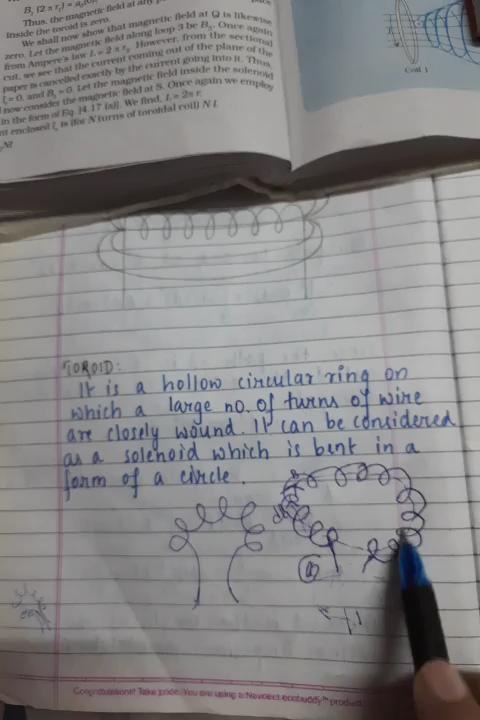 B₁ (2 π r₁) = μ₀(0),
Thus, the magnetic field at any
inside the toroid is zero.
We shall now show that magnetic field at Q is likewise
zero. Let the magnetic field along loop 3 be B₃. Once again
from Ampere's law L = 2 π r₃. However, from the sectional
cut, we see that the current coming out of the plane of the
paper is cancelled exactly by the current going into it. Thus,
= 0, and B₃ = 0. Let the magnetic field inside the solenoid
now consider the magnetic field at S. Once again we employ
in the form of Eq. [4.17 (a)]. We find, L = 2π r.
enclosed I is (for N turns of toroidal coil) N I.
Coil 1
TOROID:
It is a hollow circular ring on
which a large no. of turns of wire
are closely wound. It can be considered
as a solenoid which is bent in a
form of a circle.
Congratulations! Take pride. You are using a Navneet ecobuddy™ product.